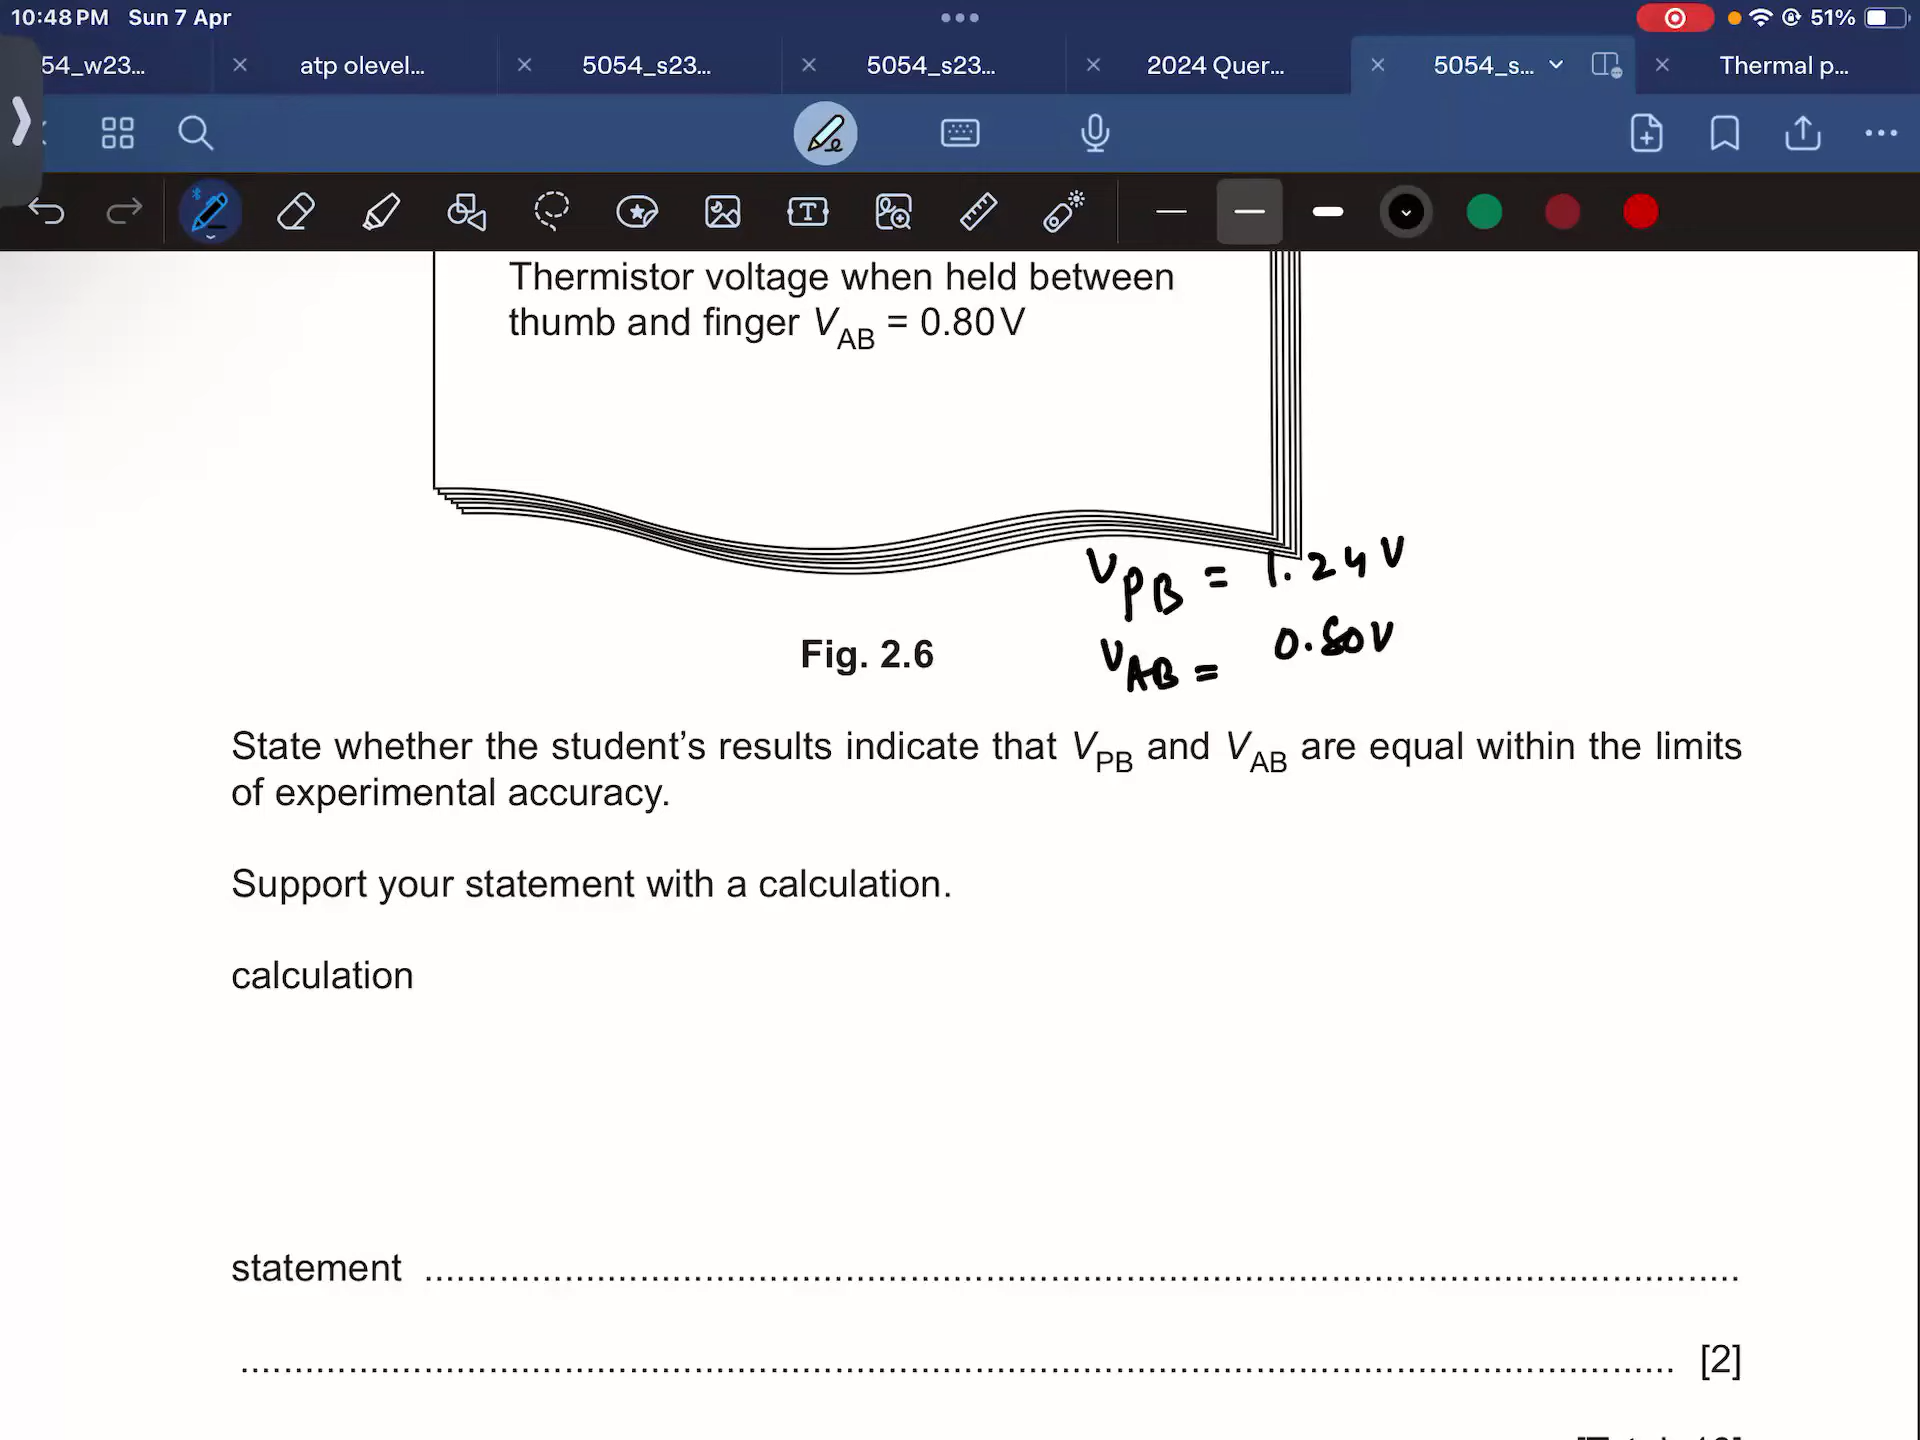 10:48 PM Sun 7 Apr
51%
54_w23...
atp olevel...
5054_s23...
5054_s23...
2024 Quer...
5054_s...
Thermal p...
Thermistor voltage when held between
thumb and finger VAB = 0.80 V
VPB = 1.24 V
VAB = 0.80V
Fig. 2.6
State whether the student's results indicate that VPB and VAB are equal within the limits
of experimental accuracy.
Support your statement with a calculation.
calculation
statement ..........................................................................................
.......................................................................................... [2]